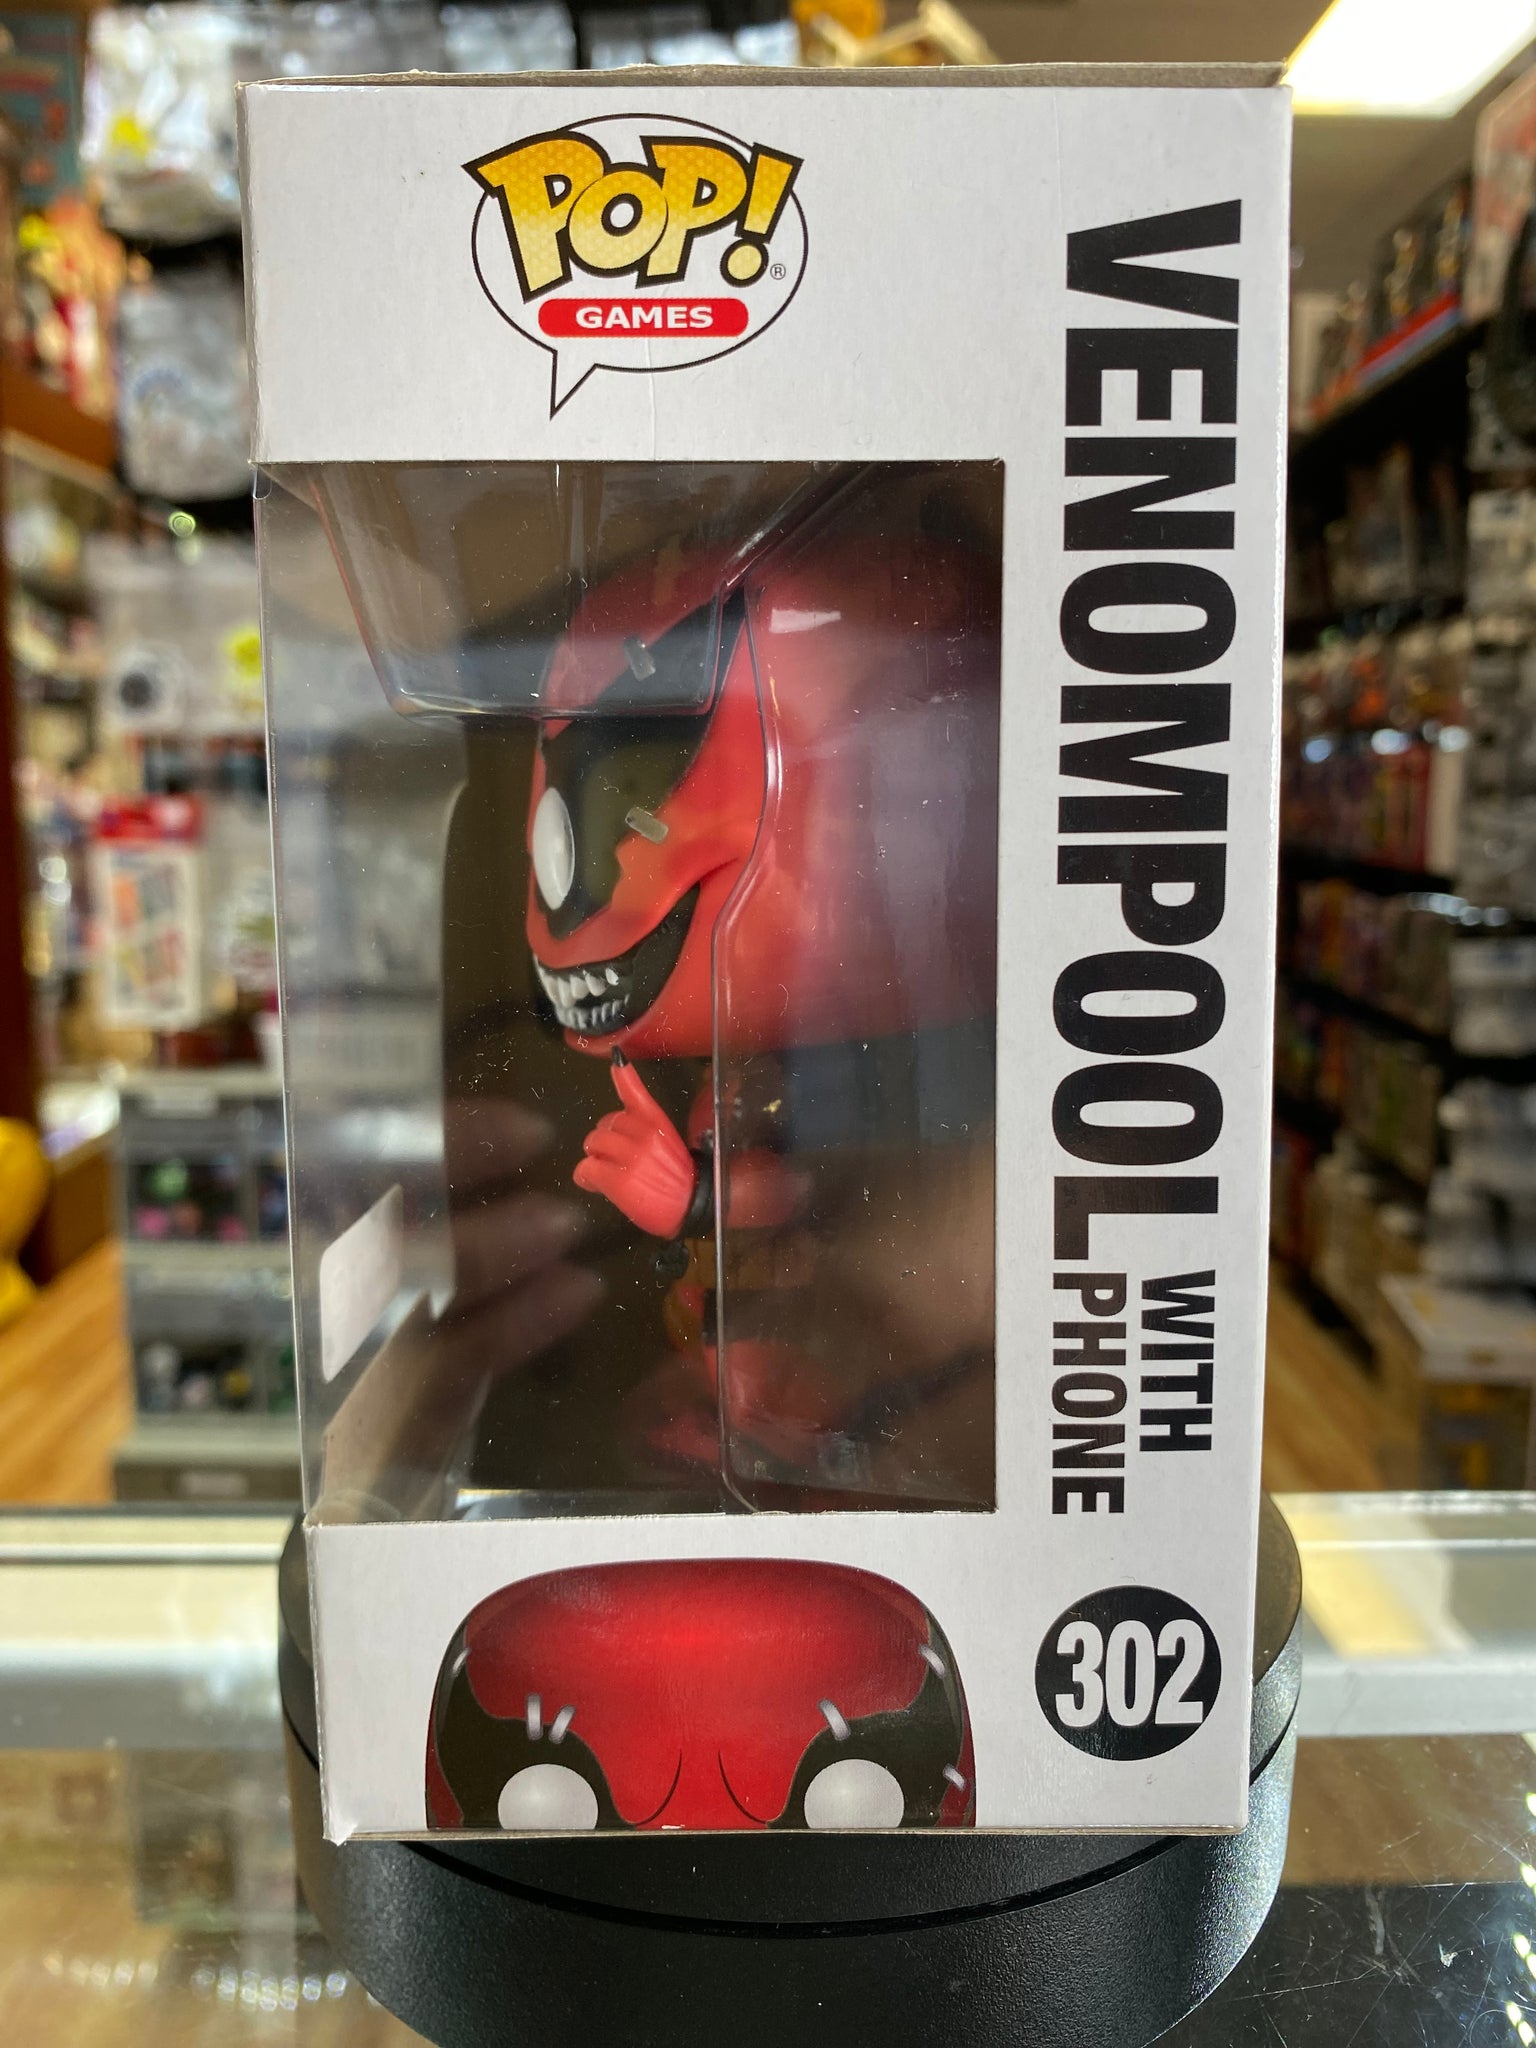 POP! ®
GAMES
VENOMPOOL WITH
PHONE
302